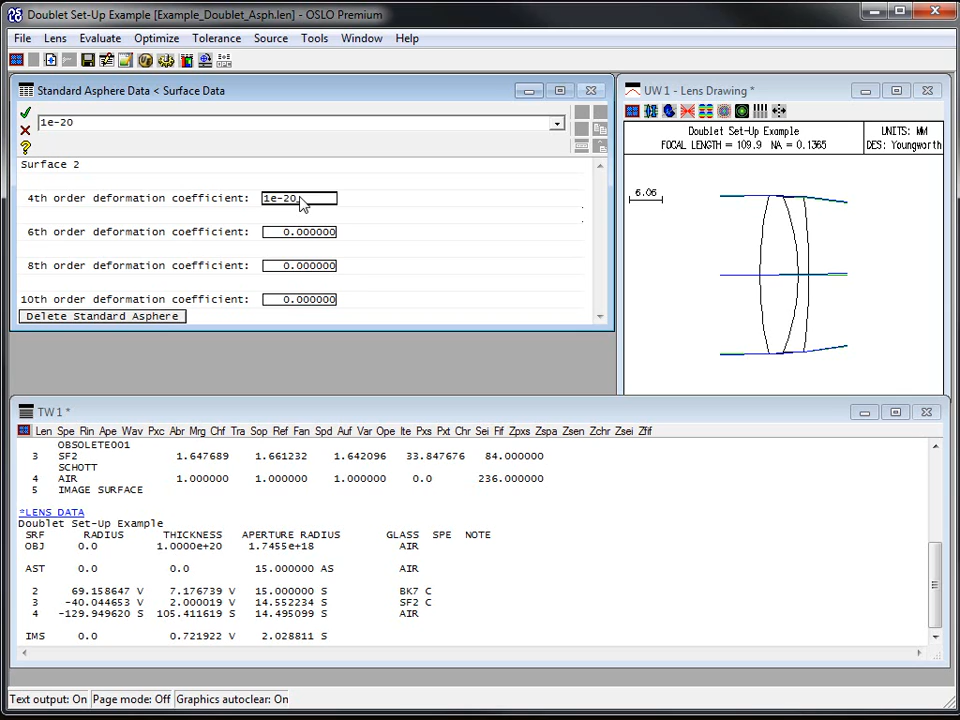 Doublet Set-Up Example [Example_Doublet_Asph.len] - OSLO Premium
File Lens Evaluate Optimize Tolerance Source Tools Window Help
Standard Asphere Data < Surface Data
1e-20
Surface 2
4th order deformation coefficient: 1e-20
6th order deformation coefficient: 0.000000
8th order deformation coefficient: 0.000000
10th order deformation coefficient: 0.000000
Delete Standard Asphere
UW 1 - Lens Drawing *
Doublet Set-Up Example
FOCAL LENGTH = 109.9 NA = 0.1365
UNITS: MM
DES: Youngworth
6.06
TW 1 *
Len Spe Rin Ape Wav Pxc Abr Mrg Chf Tra Sop Ref Fan Spd Auf Var Ope Ite Pxs Pxt Chr Sei Fif Zpxs Zspa Zsen Zchr Zsei Zfif
OBSOLETE001
3 SF2 1.647689 1.661232 1.642096 33.847676 84.000000
SCHOTT
4 AIR 1.000000 1.000000 1.000000 0.0 236.000000
5 IMAGE SURFACE
*LENS DATA
Doublet Set-Up Example
SRF RADIUS THICKNESS APERTURE RADIUS GLASS SPE NOTE
OBJ 0.0 1.0000e+20 1.7455e+18 AIR
AST 0.0 0.0 15.000000 AS AIR
2 69.158647 V 7.176739 V 15.000000 S BK7 C
3 -40.044653 V 2.000019 V 14.552234 S SF2 C
4 -129.949620 S 105.411619 S 14.495099 S AIR
IMS 0.0 0.721922 V 2.028811 S
Text output: On Page mode: Off Graphics autoclear: On